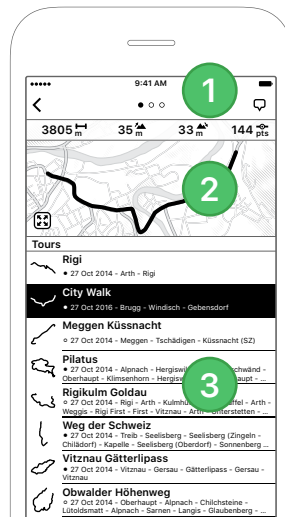 9:41 AM
1
3805 m 35 m 33 m 144 pts
2
Tours
Rigi
● 27 Oct 2014 - Arth - Rigi
City Walk
● 27 Oct 2016 - Brugg - Windisch - Gebensdorf
Meggen Küssnacht
○ 27 Oct 2014 - Meggen - Tschädigen - Küssnacht (SZ)
Pilatus
● 27 Oct 2014 - Alpnach - Hergiswil
Oberhaupt - Klimsenhorn - ...
3
Rigikulm Goldau
○ 27 Oct 2014 - Rigi - Arth - - Arth -
Weggis - Rigi First - First - Vitznau - Arth - Unterstetten - ...
Weg der Schweiz
● 27 Oct 2014 - Treib - Seelisberg - Seelisberg (Zingeln -
Chilädorf) - Kapelle - Seelisberg (Oberdorf) - Sonnenberg ...
Vitznau Gätterlipass
● 27 Oct 2014 - Vitznau - Gersau - Gätterlipass - Gersau -
Vitznau
Obwalder Höhenweg
○ 27 Oct 2014 - Oberhaupt - Alpnach - Chilchsteine -
Lütoldsmatt - Alpnach - Sarnen - Langis - Glaubenberg - ...